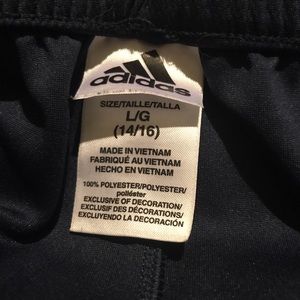 adidas
SIZE/TAILLE/TALLA
L/G
(14/16)
MADE IN VIETNAM
FABRIQUÉ AU VIETNAM
HECHO EN VIETNAM
100% POLYESTER/POLYESTER/
poliéster
EXCLUSIVE OF DECORATION/
EXCLUSIF DES DÉCORATIONS/
EXCLUYENDO LA DECORACIÓN